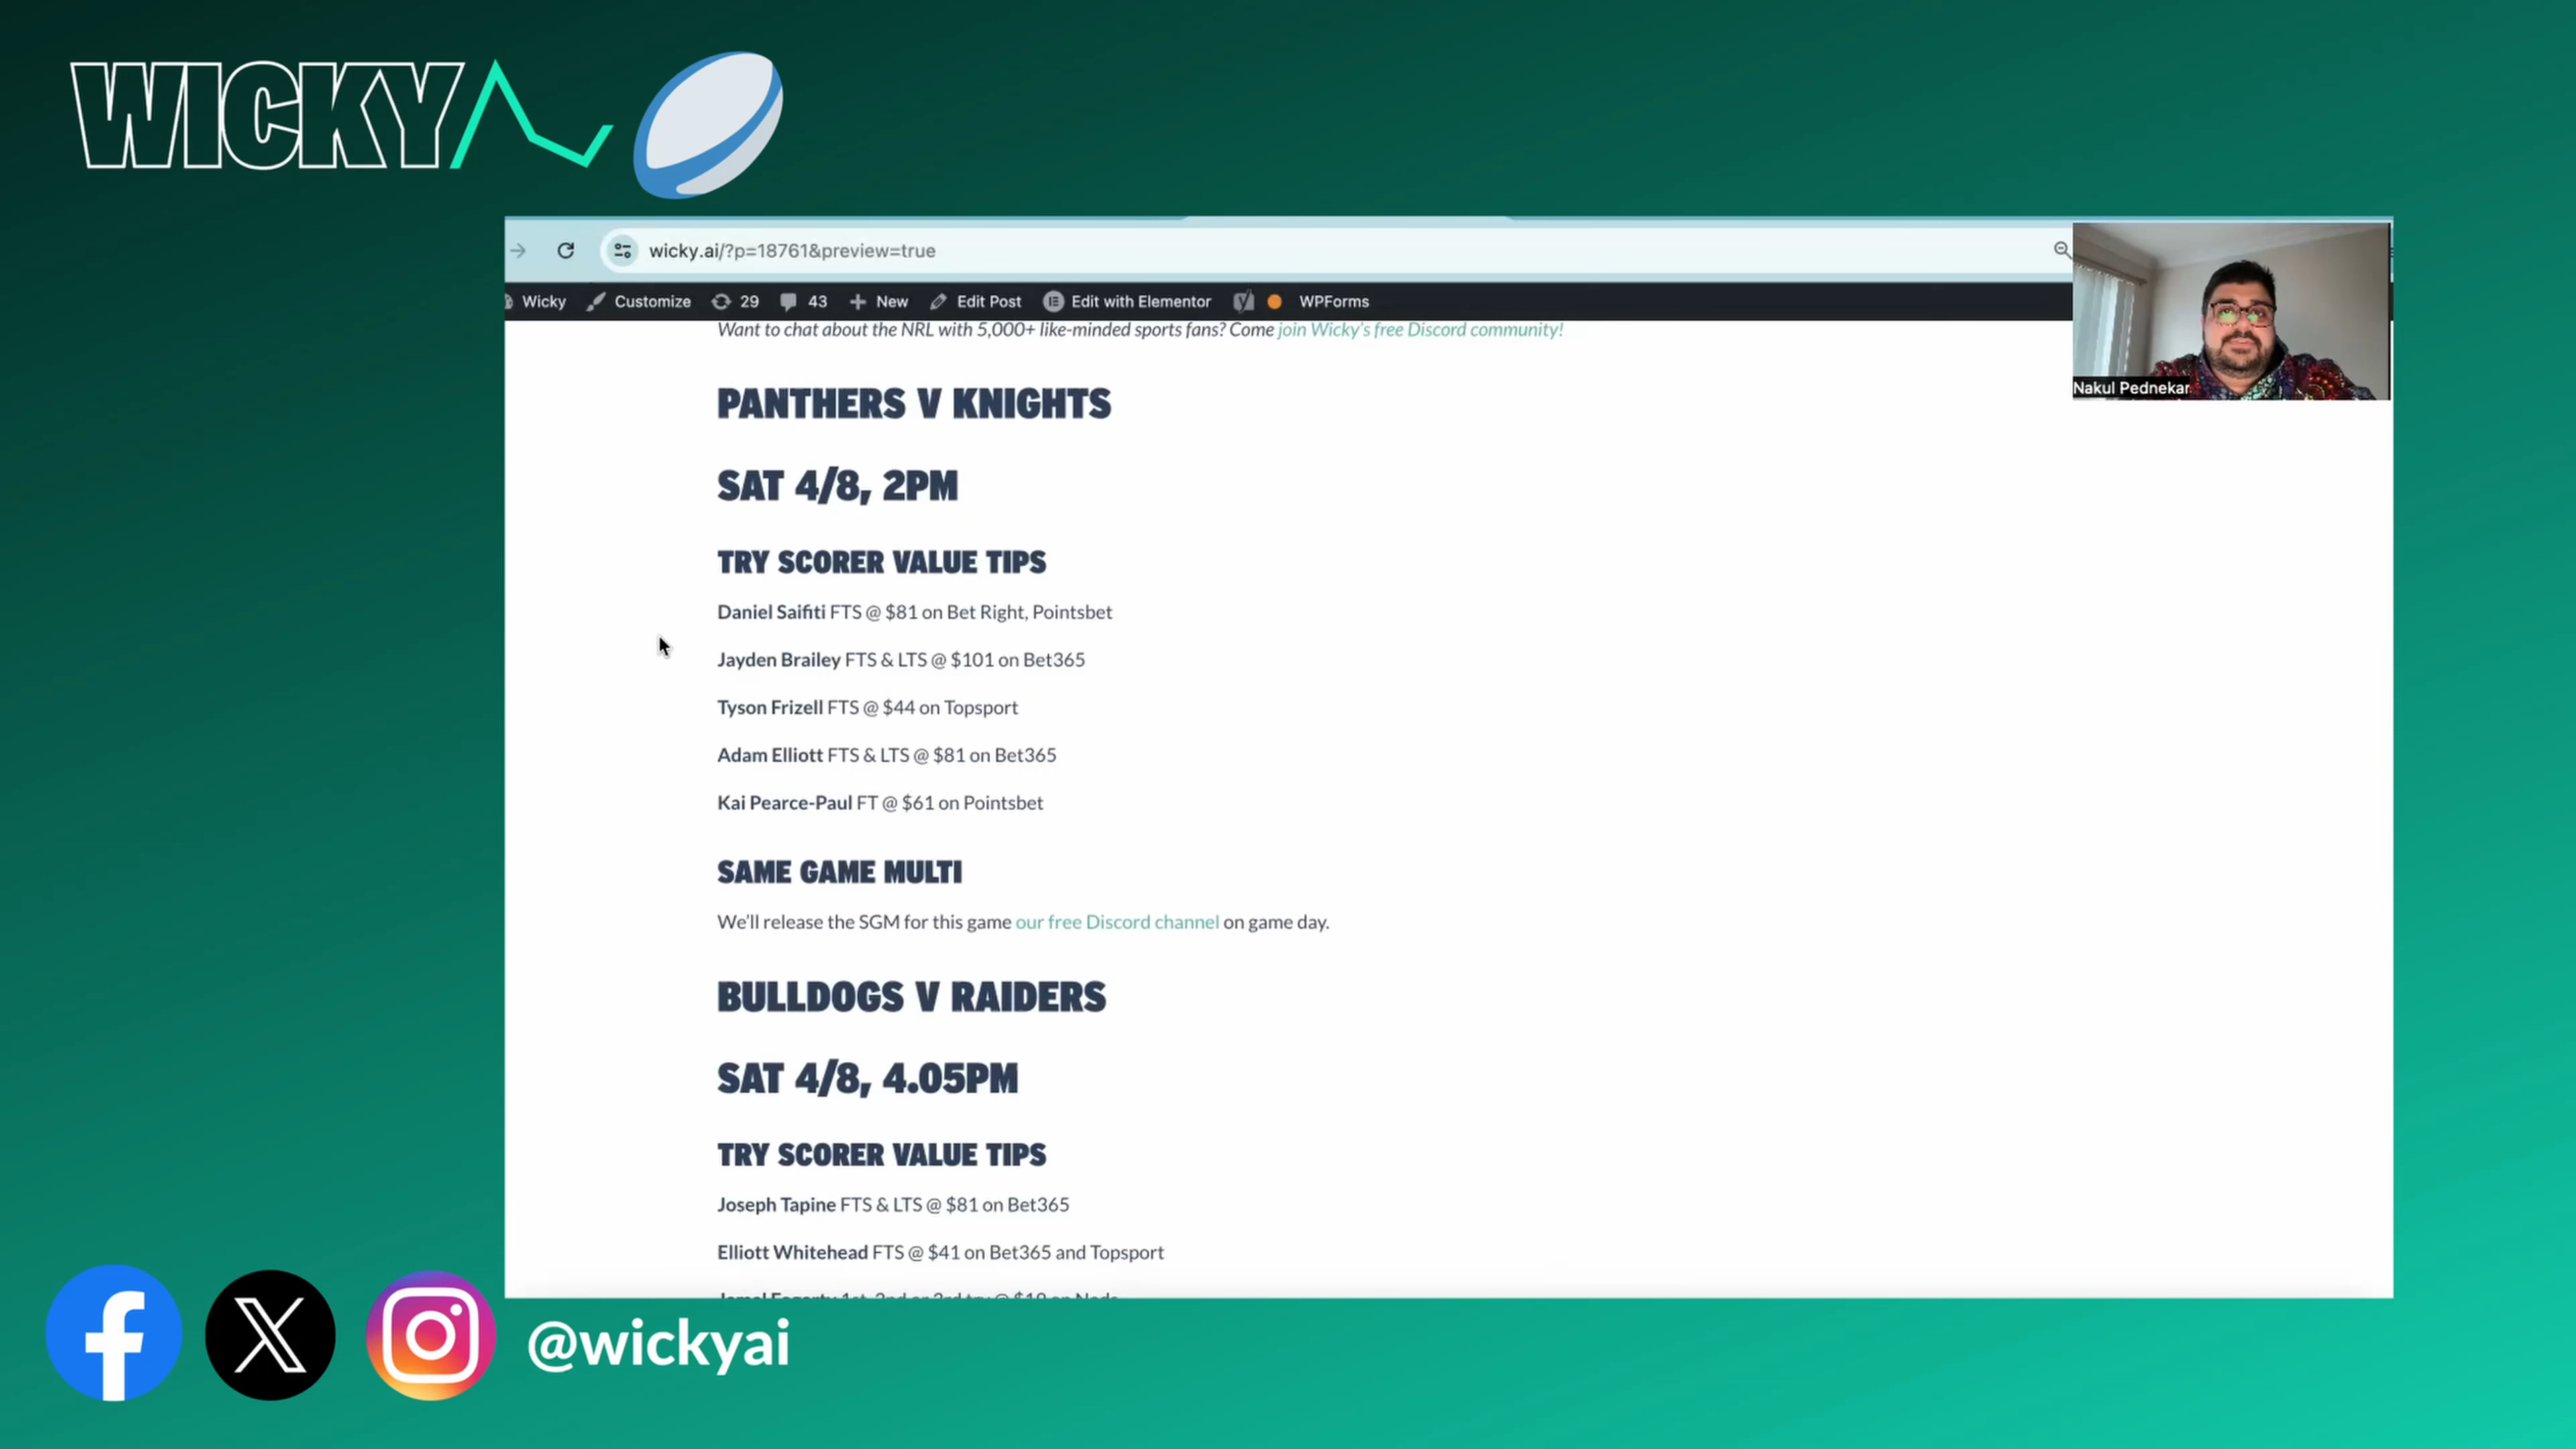 WICKY
wicky.ai/?p=18761&preview=true
Wicky Customize 29 43 New Edit Post Edit with Elementor WPForms
Want to chat about the NRL with 5,000+ like-minded sports fans? Come join Wicky's free Discord community!
Nakul Pednekar
PANTHERS V KNIGHTS
SAT 4/8, 2PM
TRY SCORER VALUE TIPS
Daniel Saifiti FTS @ $81 on Bet Right, Pointsbet
Jayden Brailey FTS & LTS @ $101 on Bet365
Tyson Frizell FTS @ $44 on Topsport
Adam Elliott FTS & LTS @ $81 on Bet365
Kai Pearce-Paul FT @ $61 on Pointsbet
SAME GAME MULTI
We'll release the SGM for this game our free Discord channel on game day.
BULLDOGS V RAIDERS
SAT 4/8, 4.05PM
TRY SCORER VALUE TIPS
Joseph Tapine FTS & LTS @ $81 on Bet365
Elliott Whitehead FTS @ $41 on Bet365 and Topsport
@wickyai